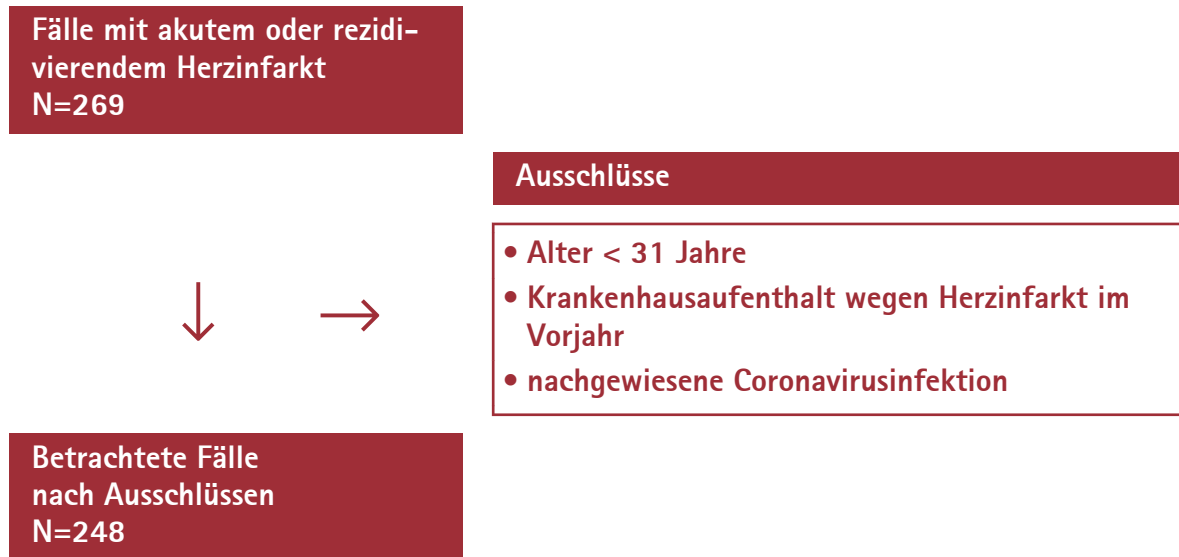 Fälle mit akutem oder rezidi-
vierendem Herzinfarkt
N=269
Ausschlüsse
• Alter < 31 Jahre
• Krankenhausaufenthalt wegen Herzinfarkt im
Vorjahr
• nachgewiesene Coronavirusinfektion
Betrachtete Fälle
nach Ausschlüssen
N=248